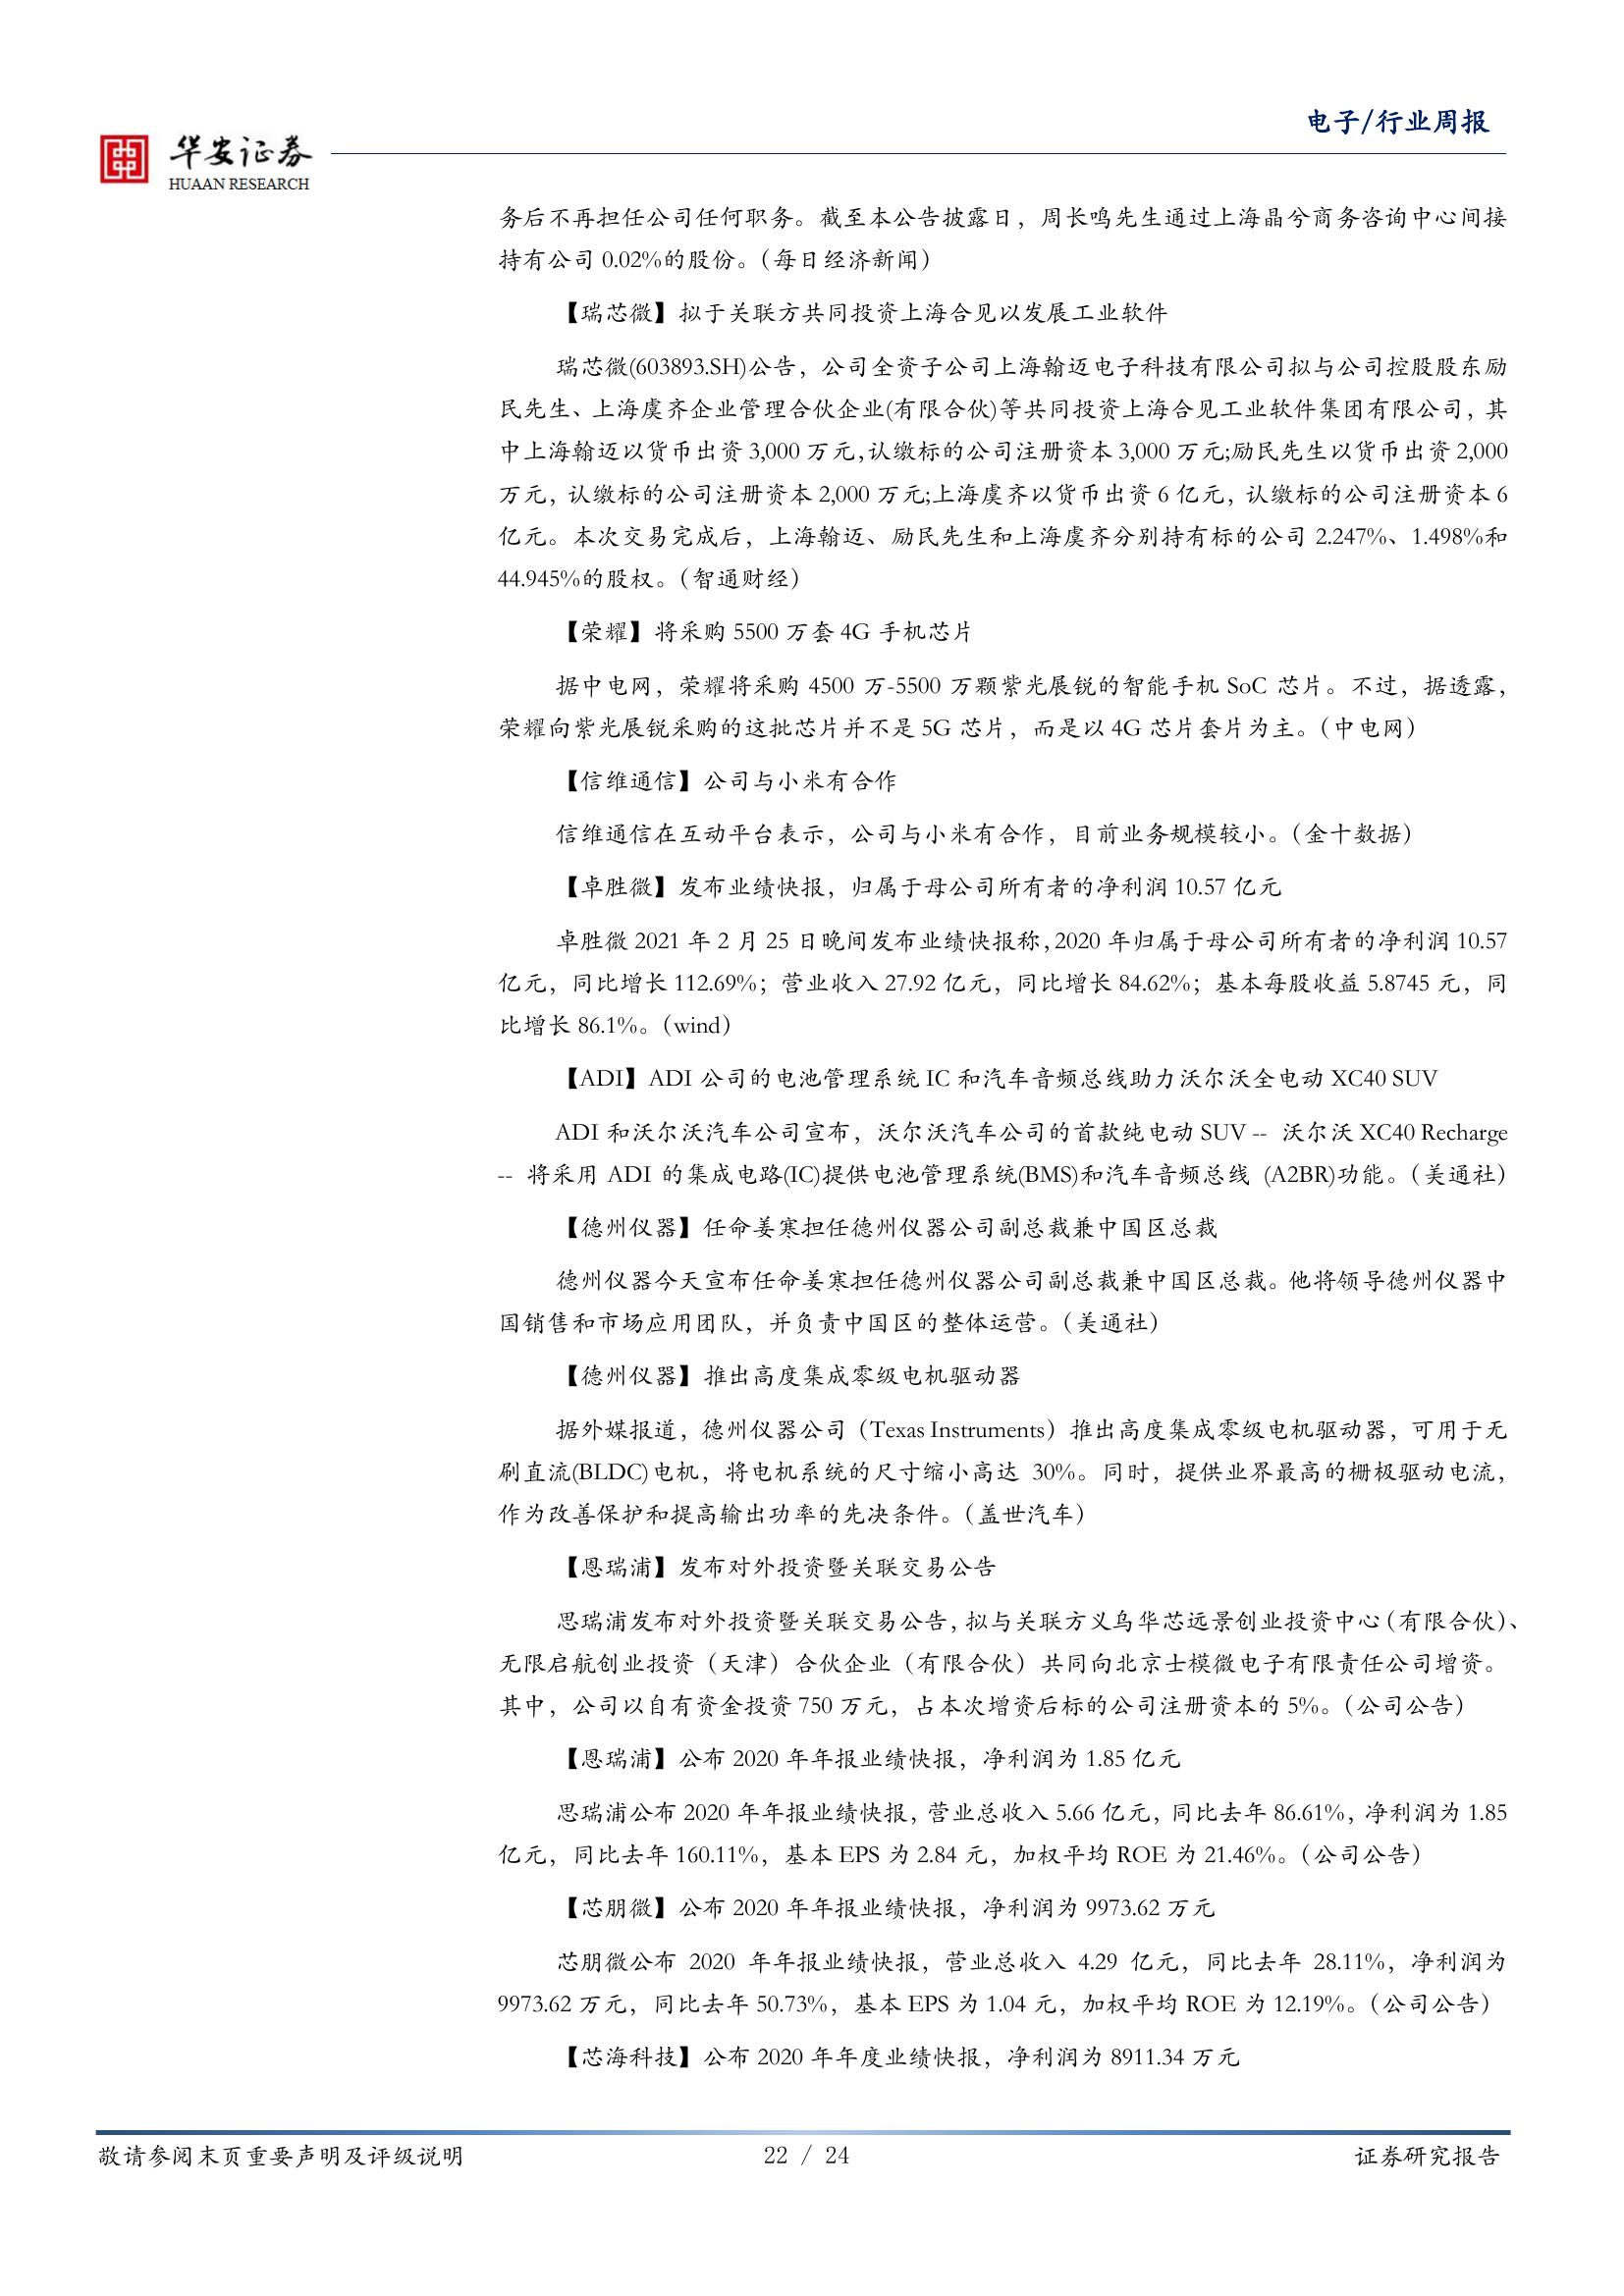 电子/行业周报
华安证券
HUAAN RESEARCH
务后不再担任公司任何职务。截至本公告披露日，周长鸣先生通过上海晶兮商务咨询中心间接
持有公司 0.02%的股份。（每日经济新闻）
【瑞芯微】拟于关联方共同投资上海合见以发展工业软件
瑞芯微(603893.SH)公告，公司全资子公司上海翰迈电子科技有限公司拟与公司控股股东励
民先生、上海虞齐企业管理合伙企业(有限合伙)等共同投资上海合见工业软件集团有限公司，其
中上海翰迈以货币出资 3,000 万元,认缴标的公司注册资本 3,000 万元;励民先生以货币出资 2,000
万元，认缴标的公司注册资本 2,000 万元;上海虞齐以货币出资 6 亿元，认缴标的公司注册资本 6
亿元。本次交易完成后，上海翰迈、励民先生和上海虞齐分别持有标的公司 2.247%、1.498%和
44.945%的股权。（智通财经）
【荣耀】将采购 5500 万套 4G 手机芯片
据中电网，荣耀将采购 4500 万-5500 万颗紫光展锐的智能手机 SoC 芯片。不过，据透露，
荣耀向紫光展锐采购的这批芯片并不是 5G 芯片，而是以 4G 芯片套片为主。（中电网）
【信维通信】公司与小米有合作
信维通信在互动平台表示，公司与小米有合作，目前业务规模较小。（金十数据）
【卓胜微】发布业绩快报，归属于母公司所有者的净利润 10.57 亿元
卓胜微 2021 年 2 月 25 日晚间发布业绩快报称，2020 年归属于母公司所有者的净利润 10.57
亿元，同比增长 112.69%；营业收入 27.92 亿元，同比增长 84.62%；基本每股收益 5.8745 元，同
比增长 86.1%。（wind）
【ADI】ADI 公司的电池管理系统 IC 和汽车音频总线助力沃尔沃全电动 XC40 SUV
ADI 和沃尔沃汽车公司宣布，沃尔沃汽车公司的首款纯电动 SUV -- 沃尔沃 XC40 Recharge
-- 将采用 ADI 的集成电路(IC)提供电池管理系统(BMS)和汽车音频总线 (A2BR)功能。（美通社）
【德州仪器】任命姜寒担任德州仪器公司副总裁兼中国区总裁
德州仪器今天宣布任命姜寒担任德州仪器公司副总裁兼中国区总裁。他将领导德州仪器中
国销售和市场应用团队，并负责中国区的整体运营。（美通社）
【德州仪器】推出高度集成零级电机驱动器
据外媒报道，德州仪器公司（Texas Instruments）推出高度集成零级电机驱动器，可用于无
刷直流(BLDC)电机，将电机系统的尺寸缩小高达 30%。同时，提供业界最高的栅极驱动电流，
作为改善保护和提高输出功率的先决条件。（盖世汽车）
【恩瑞浦】发布对外投资暨关联交易公告
思瑞浦发布对外投资暨关联交易公告，拟与关联方义乌华芯远景创业投资中心（有限合伙）、
无限启航创业投资（天津）合伙企业（有限合伙）共同向北京士模微电子有限责任公司增资。
其中，公司以自有资金投资 750 万元，占本次增资后标的公司注册资本的 5%。（公司公告）
【恩瑞浦】公布 2020 年年报业绩快报，净利润为 1.85 亿元
思瑞浦公布 2020 年年报业绩快报，营业总收入 5.66 亿元，同比去年 86.61%，净利润为 1.85
亿元，同比去年 160.11%，基本 EPS 为 2.84 元，加权平均 ROE 为 21.46%。（公司公告）
【芯朋微】公布 2020 年年报业绩快报，净利润为 9973.62 万元
芯朋微公布 2020 年年报业绩快报，营业总收入 4.29 亿元，同比去年 28.11%，净利润为
9973.62 万元，同比去年 50.73%，基本 EPS 为 1.04 元，加权平均 ROE 为 12.19%。（公司公告）
【芯海科技】公布 2020 年年度业绩快报，净利润为 8911.34 万元
敬请参阅末页重要声明及评级说明
22 / 24
证券研究报告